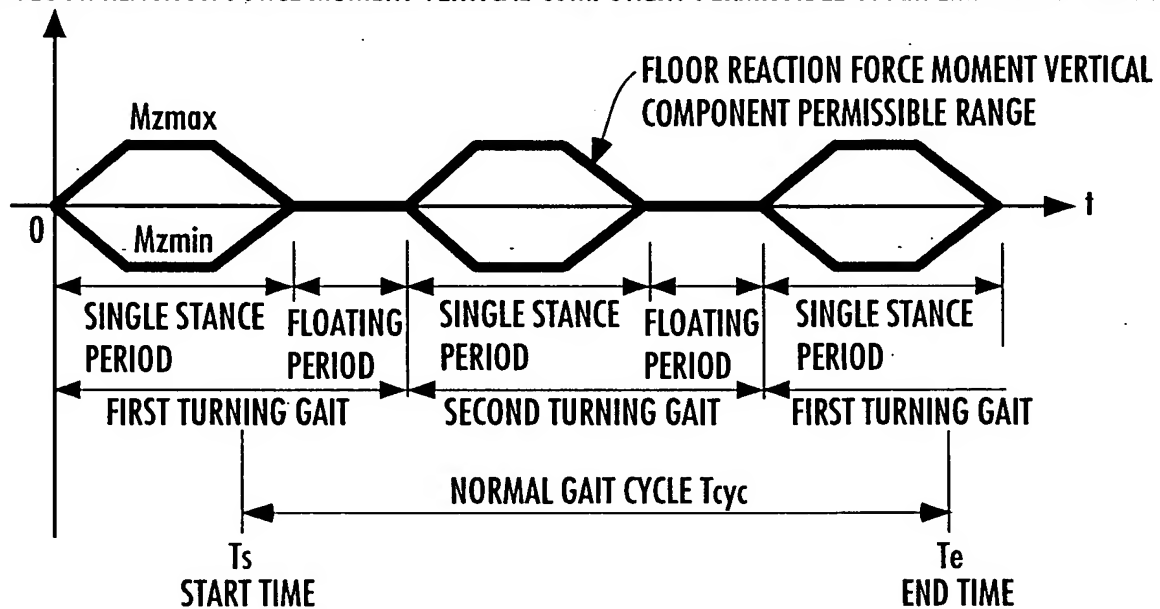 FLOOR REACTION FORCE MOMENT VERTICAL
COMPONENT PERMISSIBLE RANGE
Mzmax
0
t
Mzmin
SINGLE STANCE
PERIOD
FLOATING
PERIOD
SINGLE STANCE
PERIOD
FLOATING
PERIOD
SINGLE STANCE
PERIOD
FIRST TURNING GAIT
SECOND TURNING GAIT
FIRST TURNING GAIT
NORMAL GAIT CYCLE Tcyc
Ts
START TIME
Te
END TIME